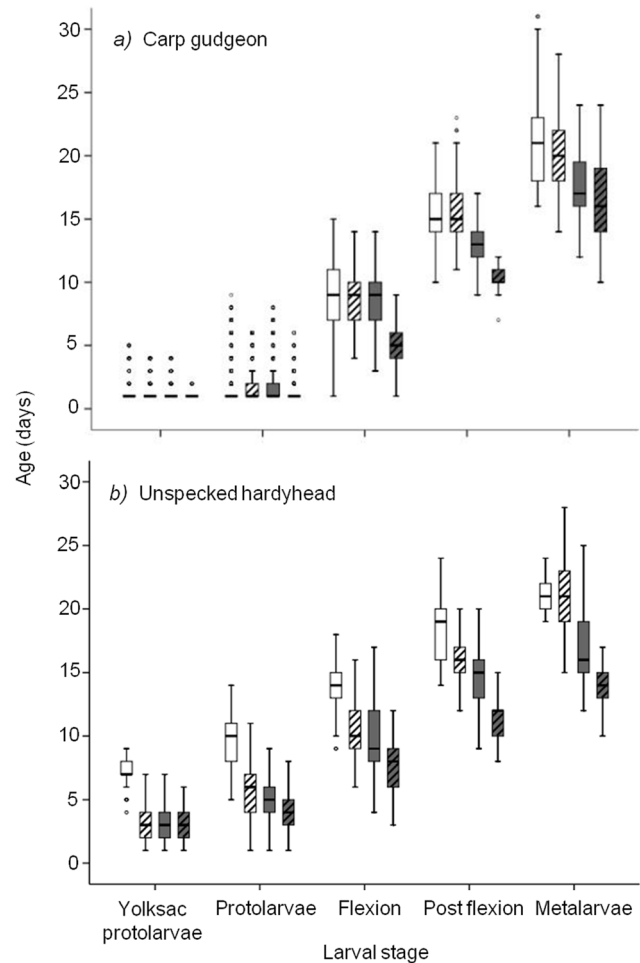 a) Carp gudgeon
30
25
20
15
10
5
0
Age (days)
b) Unspecked hardyhead
30
25
20
15
10
5
0
Yolksac protolarvae
Protolarvae
Flexion
Post flexion
Metalarvae
Larval stage